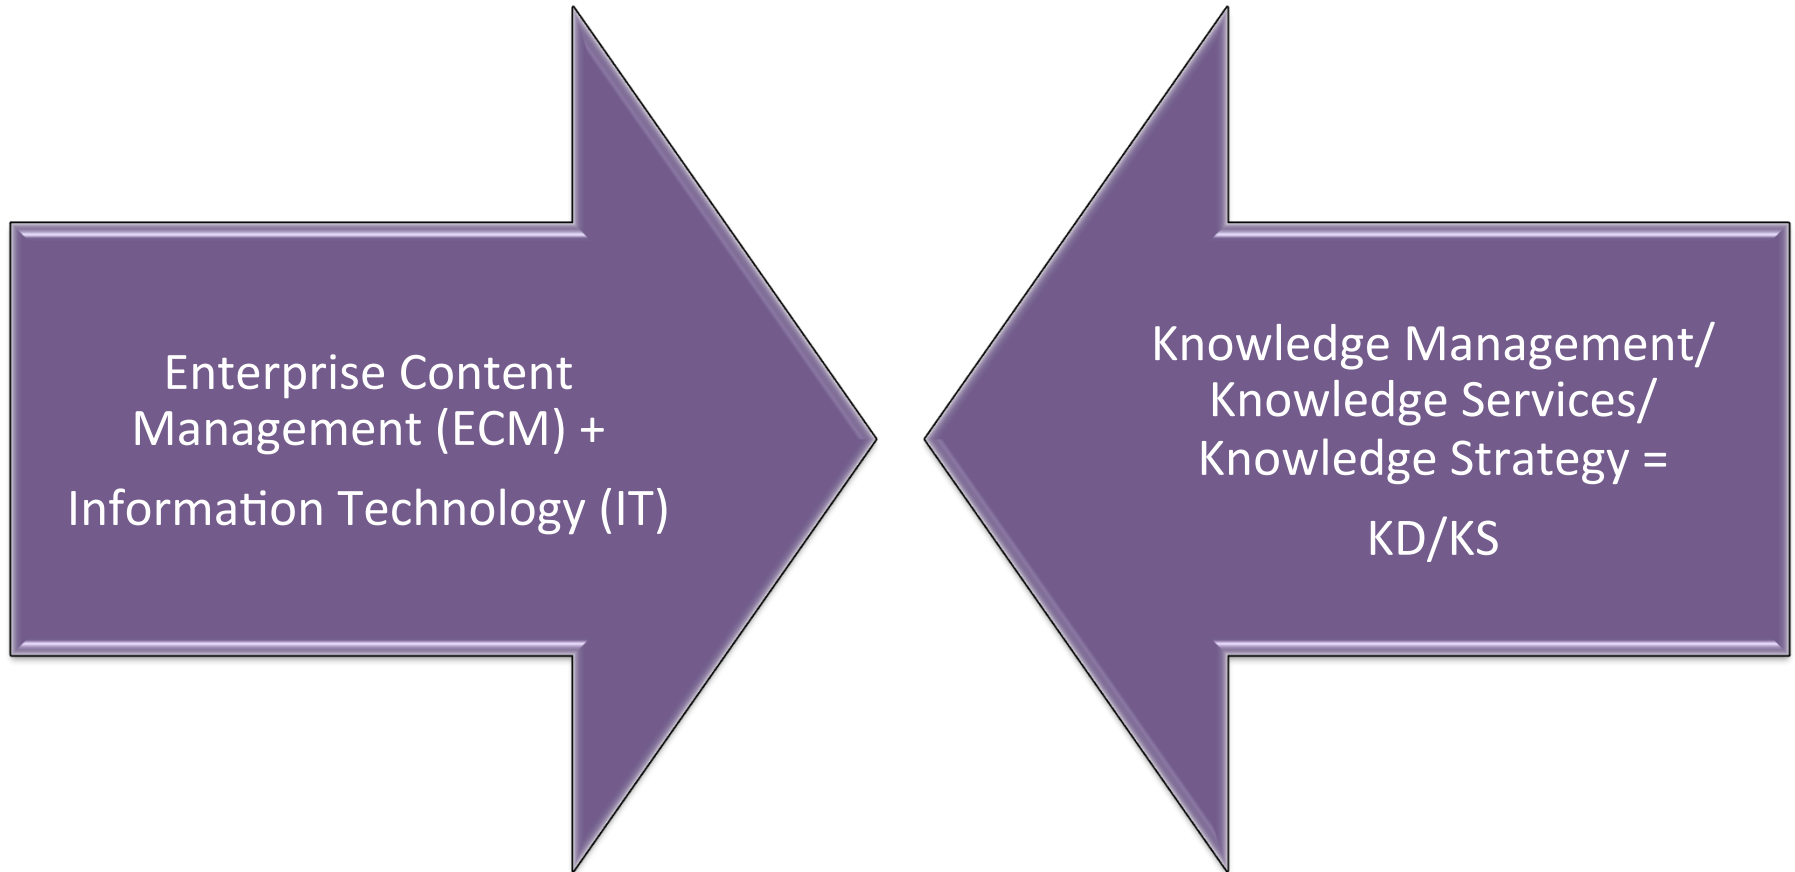 Enterprise Content
Management (ECM) +
Information Technology (IT)
Knowledge Management/
Knowledge Services/
Knowledge Strategy =
KD/KS